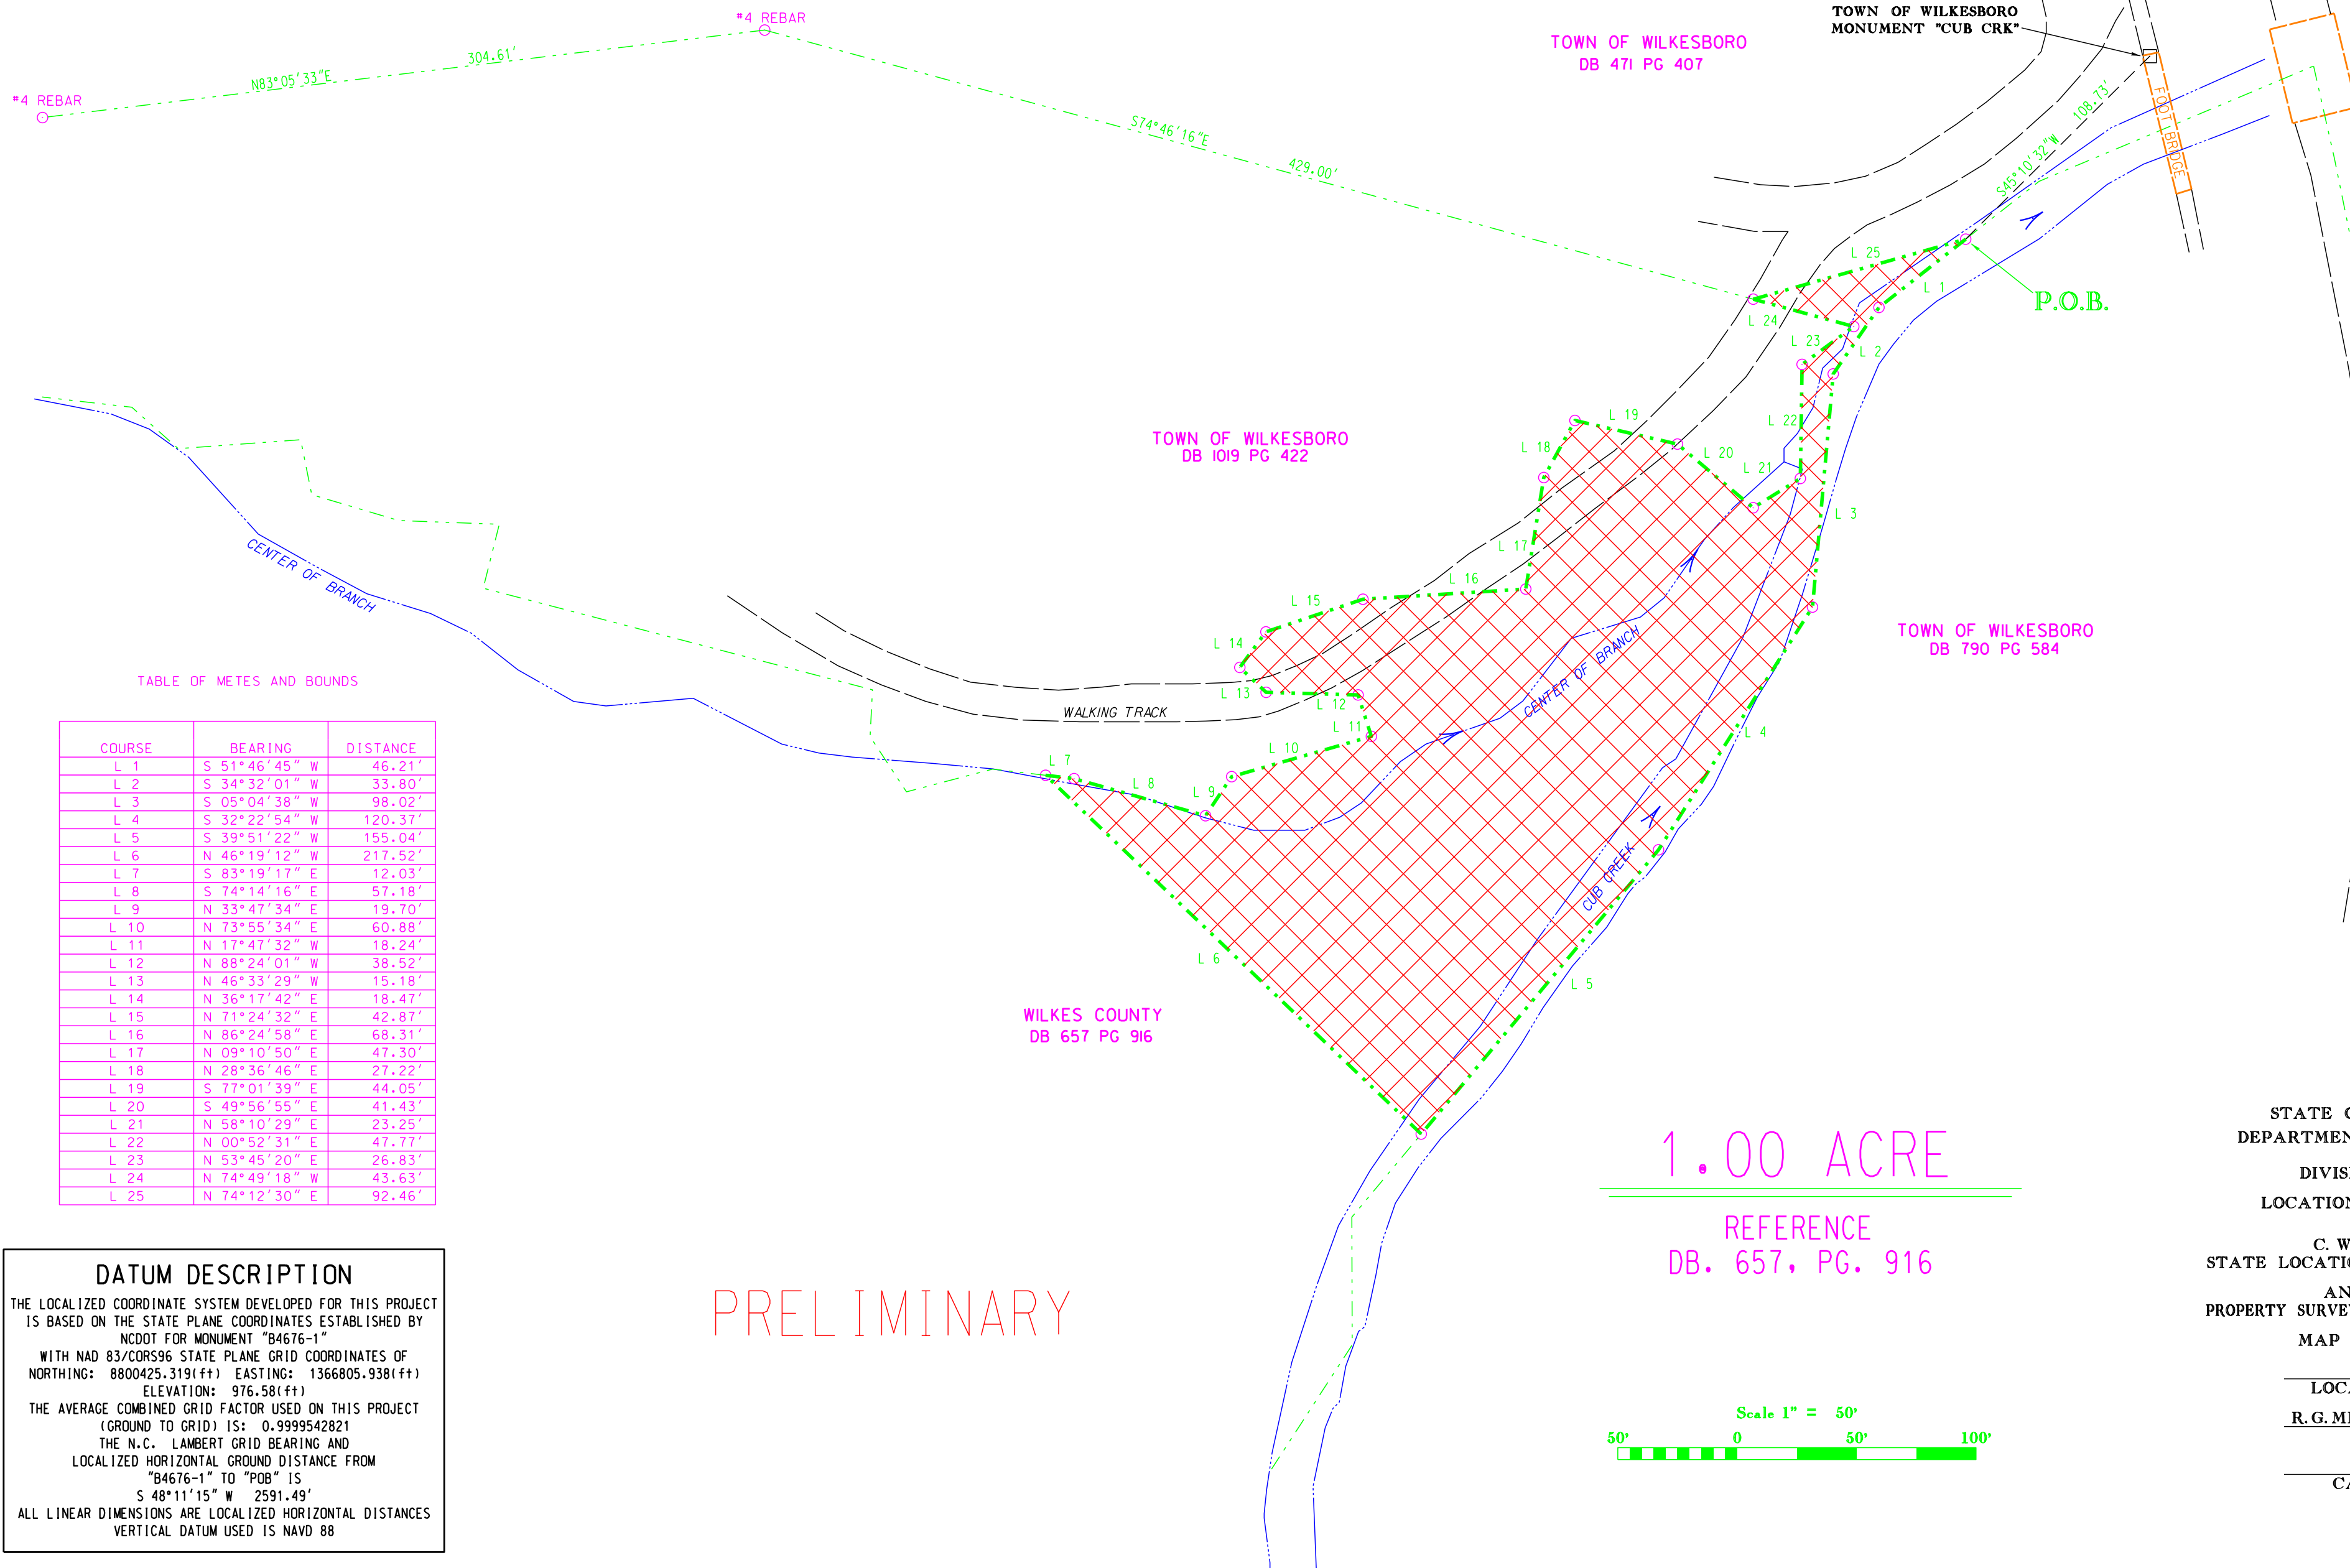 #4 REBAR
N83°05'33"E
304.61'
#4 REBAR
S74°46'16"E
429.00'
TOWN OF WILKESBORO
DB 471 PG 407
TOWN OF WILKESBORO
MONUMENT "CUB CRK"
FOOT BRIDGE
S45°10'32"W 108.73'
P.O.B.
L 25
L 1
L 24
L 23
L 2
L 22
L 19
L 18
L 20
L 21
L 3
L 17
L 16
L 15
L 14
L 13
L 12
L 11
L 10
L 9
L 8
L 7
L 6
L 5
L 4
TOWN OF WILKESBORO
DB 1019 PG 422
TOWN OF WILKESBORO
DB 790 PG 584
CENTER OF BRANCH
WALKING TRACK
CENTER OF BRANCH
CUB CREEK
WILKES COUNTY
DB 657 PG 916
TABLE OF METES AND BOUNDS
COURSE BEARING DISTANCE
L 1 S 51°46'45" W 46.21'
L 2 S 34°32'01" W 33.80'
L 3 S 05°04'38" W 98.02'
L 4 S 32°22'54" W 120.37'
L 5 S 39°51'22" W 155.04'
L 6 N 46°19'12" W 217.52'
L 7 S 83°19'17" E 12.03'
L 8 S 74°14'16" E 57.18'
L 9 N 33°47'34" E 19.70'
L 10 N 73°55'34" E 60.88'
L 11 N 17°47'32" W 18.24'
L 12 N 88°24'01" W 38.52'
L 13 N 46°33'29" W 15.18'
L 14 N 36°17'42" E 18.47'
L 15 N 71°24'32" E 42.87'
L 16 N 86°24'58" E 68.31'
L 17 N 09°10'50" E 47.30'
L 18 N 28°36'46" E 27.22'
L 19 S 77°01'39" E 44.05'
L 20 S 49°56'55" E 41.43'
L 21 N 58°10'29" E 23.25'
L 22 N 00°52'31" E 47.77'
L 23 N 53°45'20" E 26.83'
L 24 N 74°49'18" W 43.63'
L 25 N 74°12'30" E 92.46'
DATUM DESCRIPTION
THE LOCALIZED COORDINATE SYSTEM DEVELOPED FOR THIS PROJECT
IS BASED ON THE STATE PLANE COORDINATES ESTABLISHED BY
NCDOT FOR MONUMENT "B4676-1"
WITH NAD 83/CORS96 STATE PLANE GRID COORDINATES OF
NORTHING: 8800425.319(ft) EASTING: 1366805.938(ft)
ELEVATION: 976.58(ft)
THE AVERAGE COMBINED GRID FACTOR USED ON THIS PROJECT
(GROUND TO GRID) IS: 0.9999542821
THE N.C. LAMBERT GRID BEARING AND
LOCALIZED HORIZONTAL GROUND DISTANCE FROM
"B4676-1" TO "POB" IS
S 48°11'15" W 2591.49'
ALL LINEAR DIMENSIONS ARE LOCALIZED HORIZONTAL DISTANCES
VERTICAL DATUM USED IS NAVD 88
PRELIMINARY
1.00 ACRE
REFERENCE
DB. 657, PG. 916
Scale 1" = 50'
50' 0 50' 100'
STATE
DEPARTMEN
DIVIS
LOCATION
C. W
STATE LOCATIO
AN
PROPERTY SURVE
MAP
LOCA
R. G. M
CA